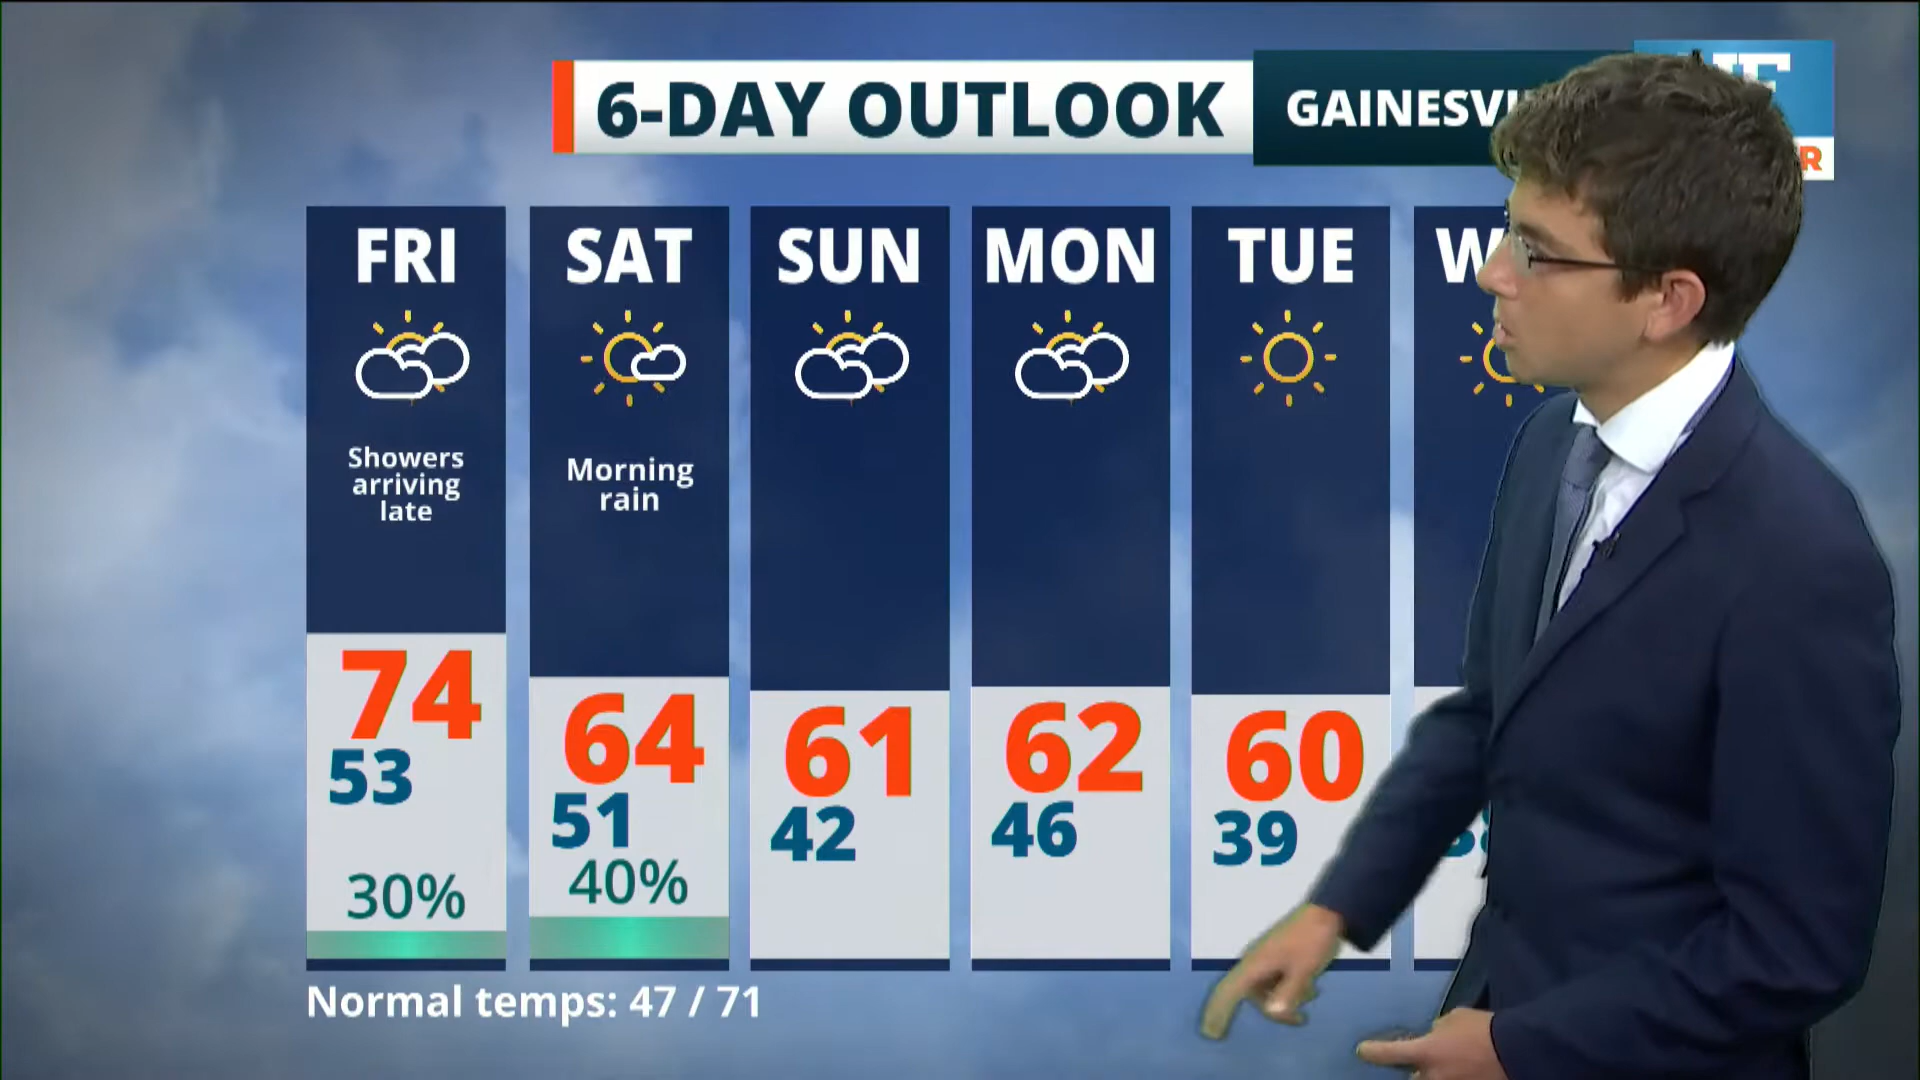 6-DAY OUTLOOK
FRI
SAT
SUN
MON
TUE
Showers
arriving
late
Morning
rain
74
53
30%
64
51
40%
61
42
62
46
60
39
Normal temps: 47 / 71